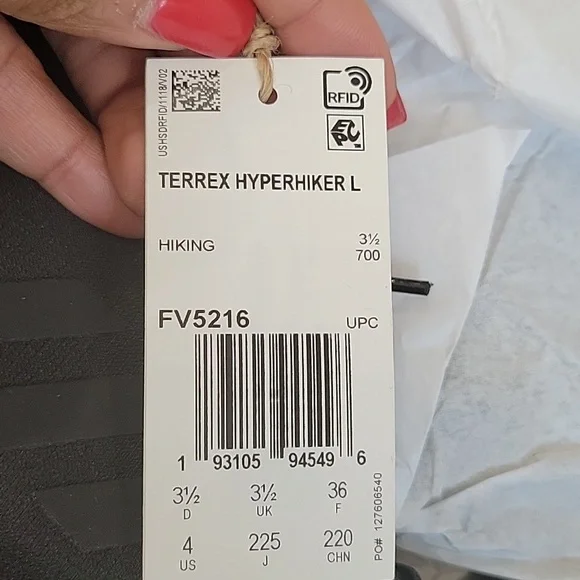 USHSDRFID/1118/V02
RFID
EPC
TERREX HYPERHIKER L
HIKING
3½
700
FV5216
UPC
1 93105 94549 6
3½ 3½ 36
D UK F
4 225 220
US J CHN
PO# 127606540